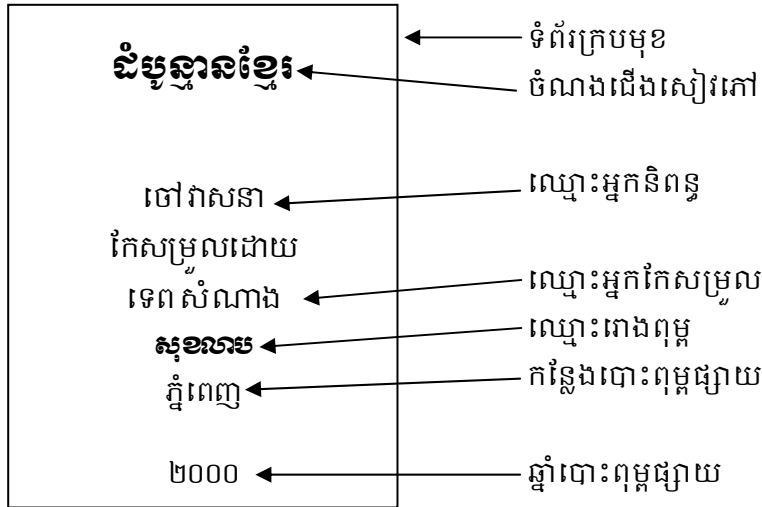 ទំព័រក្របមុខ
ដំបូន្មានខ្មែរ
ចំណងជើងសៀវភៅ
ចៅវាសនា
ឈ្មោះអ្នកនិពន្ធ
កែសម្រួលដោយ
ទេព សំណាង
ឈ្មោះអ្នកកែសម្រួល
សុខលាប
ឈ្មោះរោងពុម្ព
ភ្នំពេញ
កន្លែងបោះពុម្ពផ្សាយ
២០០០
ឆ្នាំបោះពុម្ពផ្សាយ